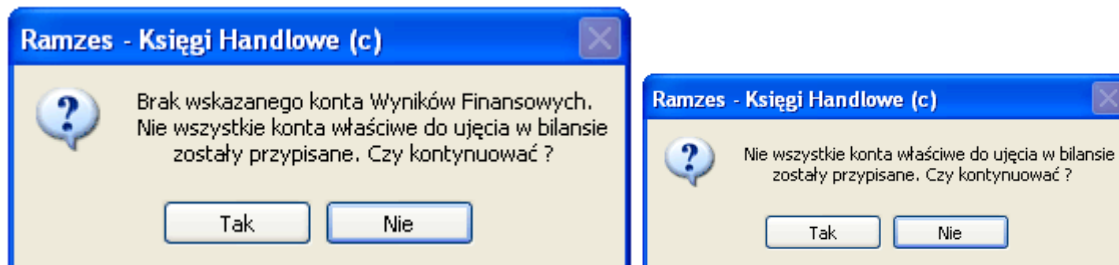 Ramzes - Księgi Handlowe (c)
Brak wskazanego konta Wyników Finansowych.
Nie wszystkie konta właściwe do ujęcia w bilansie
zostały przypisane. Czy kontynuować ?
Tak Nie
Ramzes - Księgi Handlowe (c)
Nie wszystkie konta właściwe do ujęcia w bilansie
zostały przypisane. Czy kontynuować ?
Tak Nie